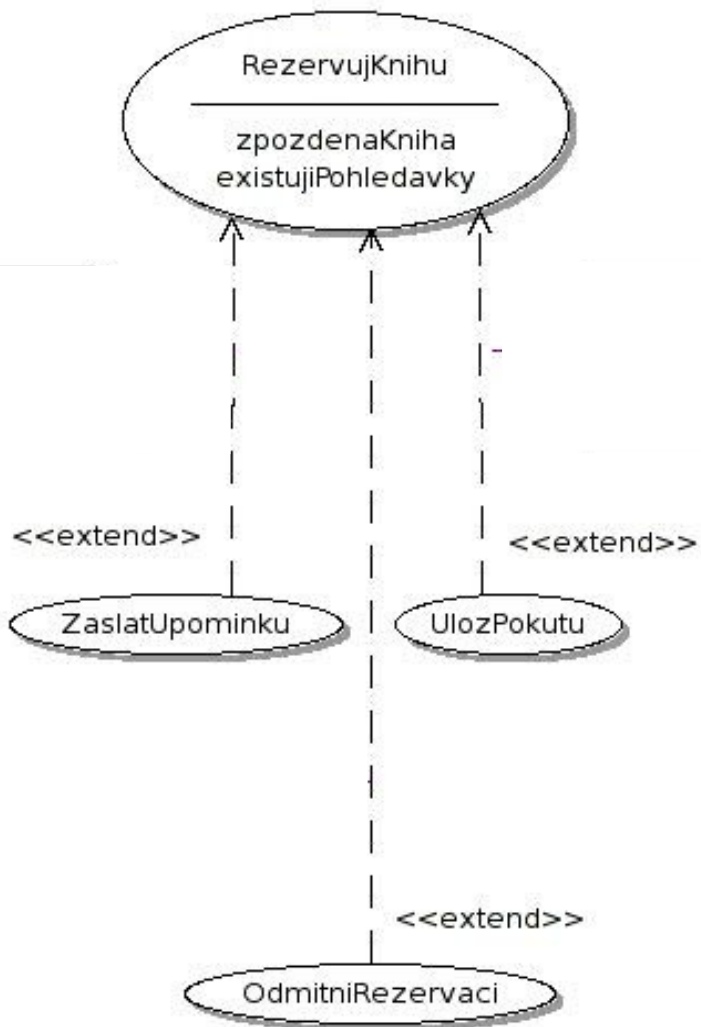 RezervujKnihu
zpozdenaKniha
existujiPohledavky
<<extend>>
<<extend>>
ZaslatUpominku
UlozPokutu
<<extend>>
OdmitniRezervaci